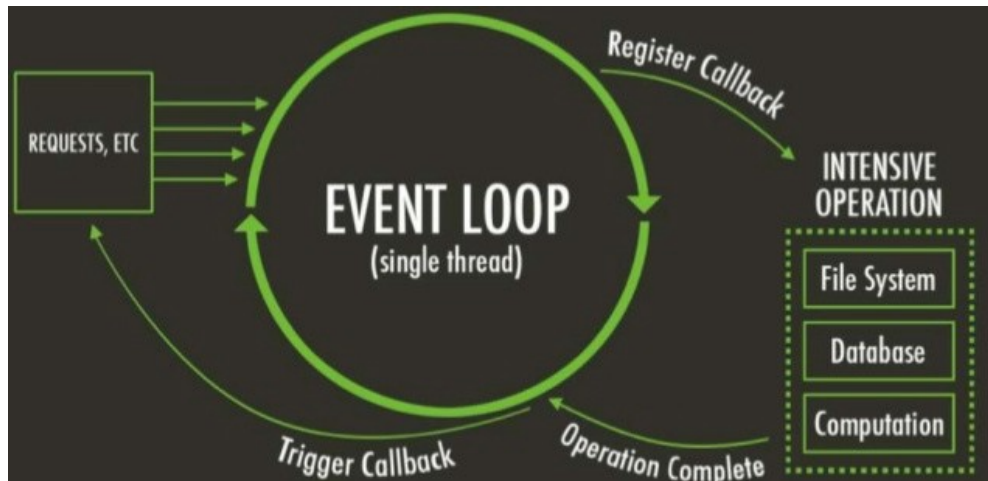 REQUESTS, ETC
EVENT LOOP
(single thread)
Register Callback
INTENSIVE
OPERATION
File System
Database
Computation
Operation Complete
Trigger Callback